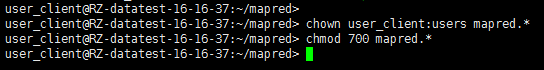 user_client@RZ-datatest-16-16-37:~/mapred>
user_client@RZ-datatest-16-16-37:~/mapred> chown user_client:users mapred.*
user_client@RZ-datatest-16-16-37:~/mapred> chmod 700 mapred.*
user_client@RZ-datatest-16-16-37:~/mapred>